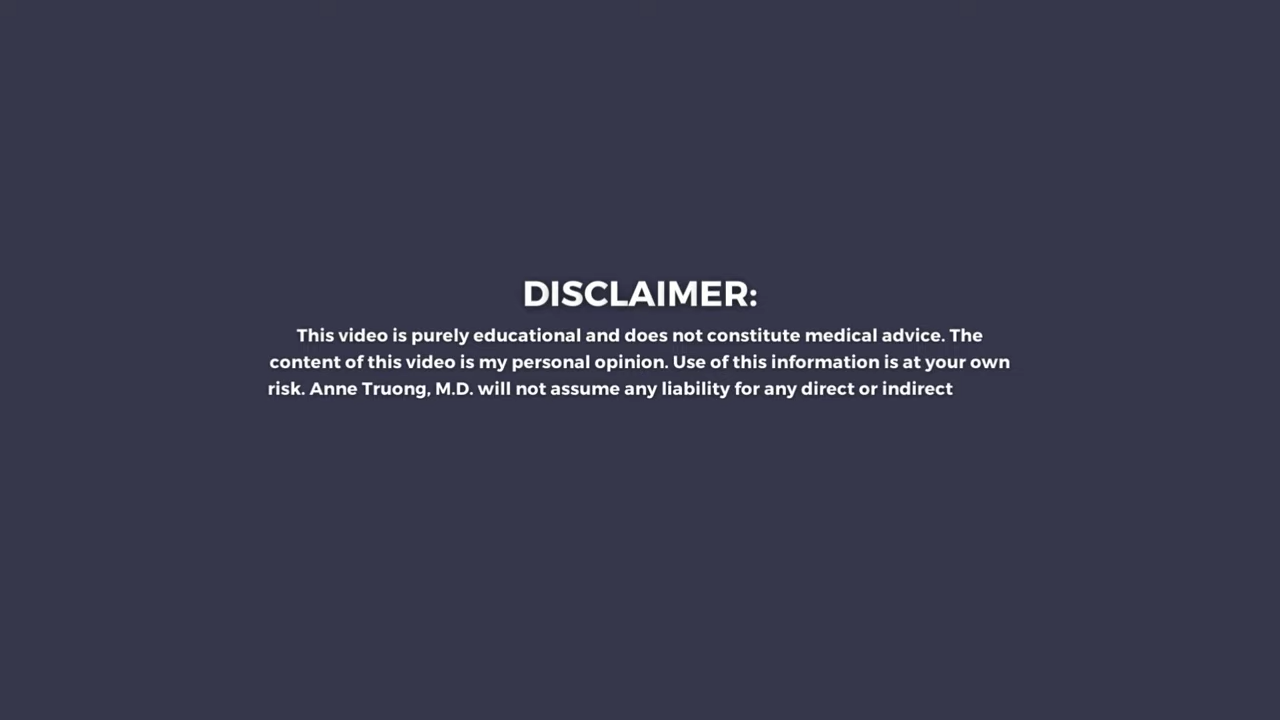 DISCLAIMER:
This video is purely educational and does not constitute medical advice. The
content of this video is my personal opinion. Use of this information is at your own
risk. Anne Truong, M.D. will not assume any liability for any direct or indirect